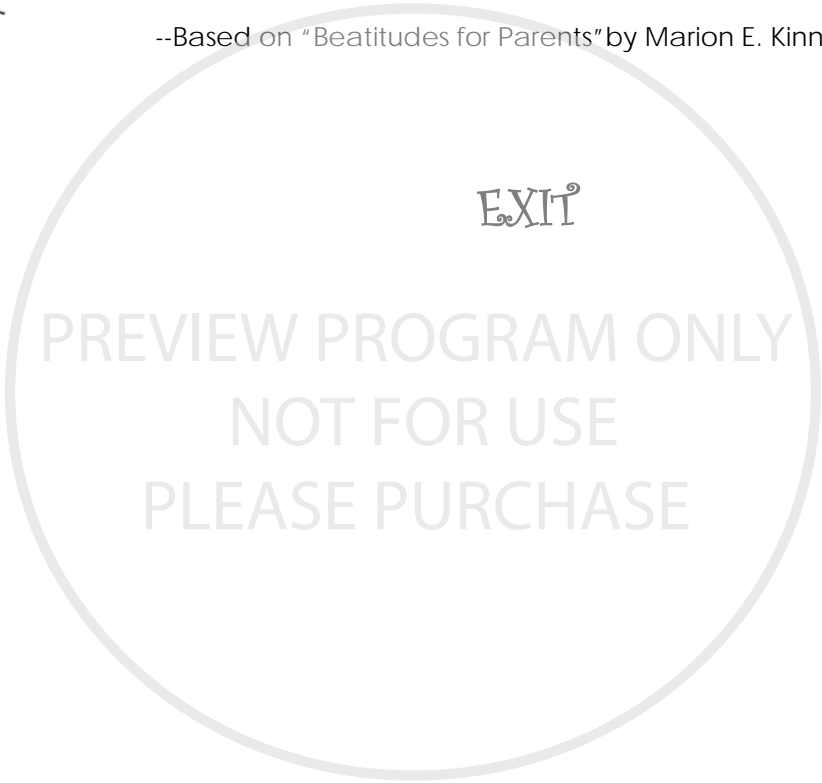 --Based on “Beatitudes for Parents”by Marion E. Kinn
EXIT
PREVIEW PROGRAM ONLY
NOT FOR USE
PLEASE PURCHASE